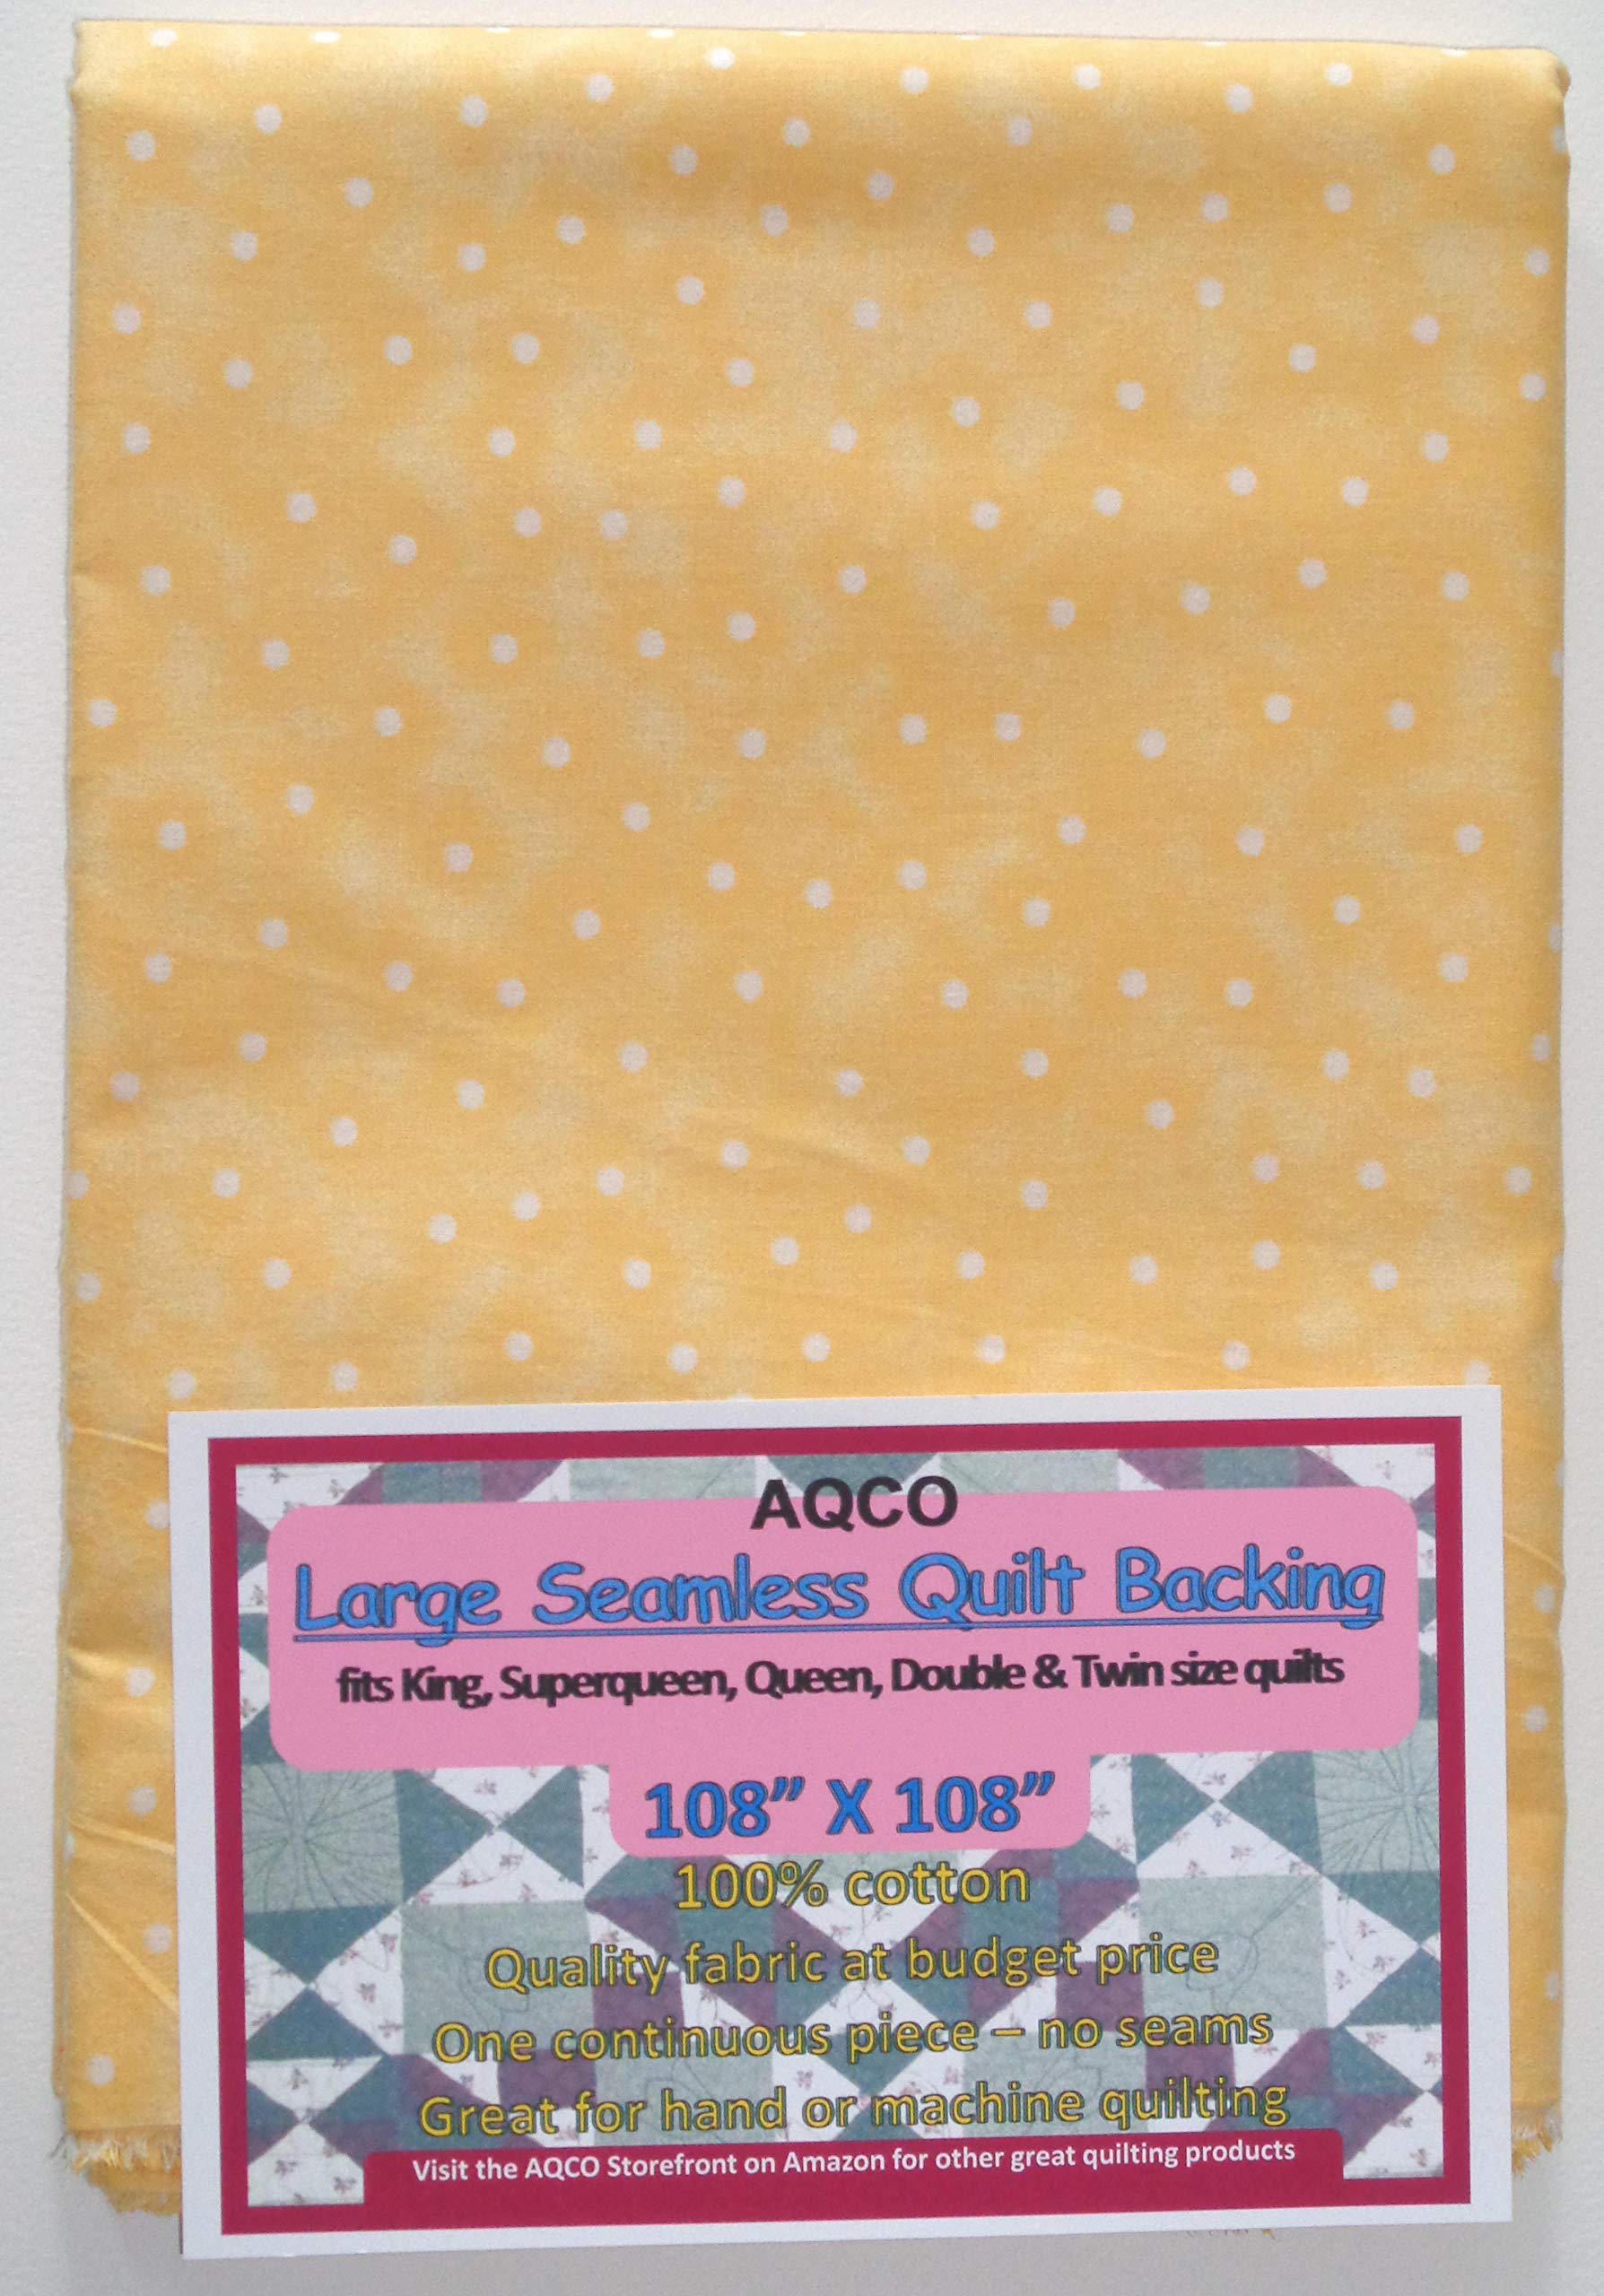 AQCO
Large Seamless Quilt Backing
fits King, Superqueen, Queen, Double & Twin size quilts
108” X 108”
100% cotton
Quality fabric at budget price
One continuous piece – no seams
Great for hand or machine quilting
Visit the AQCO Storefront on Amazon for other great quilting products